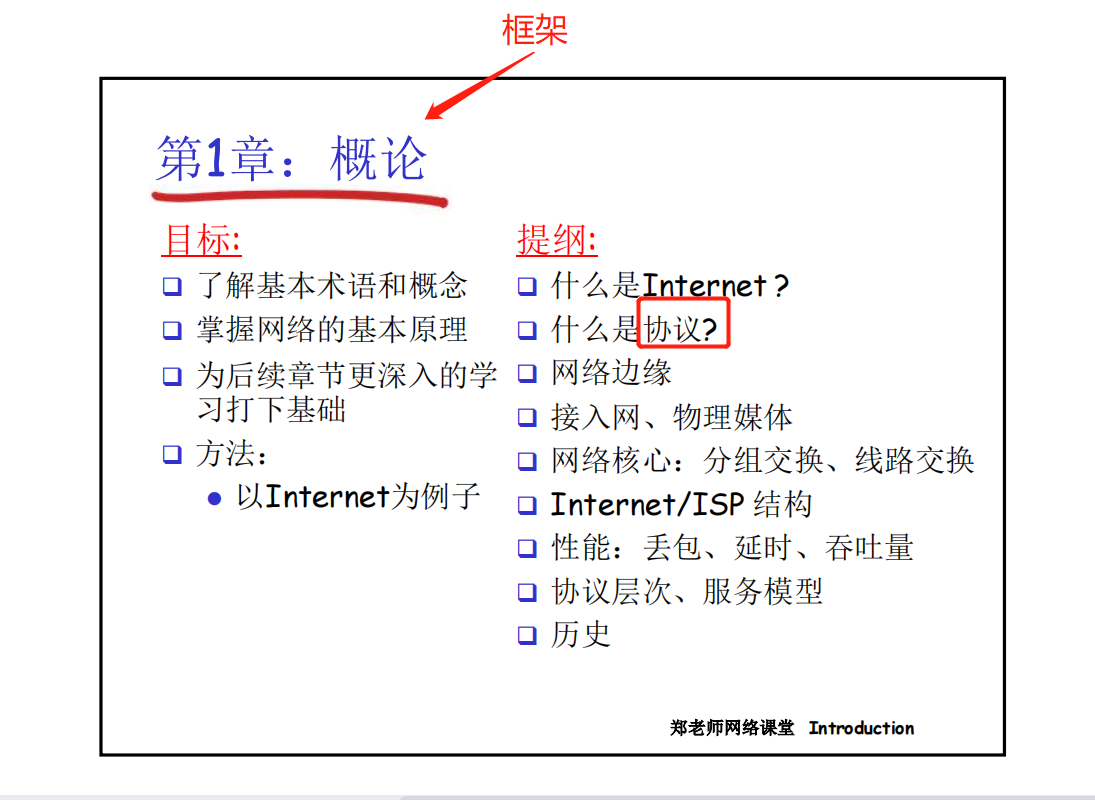 框架
第1章：概论
目标:
了解基本术语和概念
掌握网络的基本原理
为后续章节更深入的学
习打下基础
方法：
以Internet为例子
提纲:
什么是Internet？
什么是协议?
网络边缘
接入网、物理媒体
网络核心：分组交换、线路交换
Internet/ISP 结构
性能：丢包、延时、吞吐量
协议层次、服务模型
历史
郑老师网络课堂 Introduction